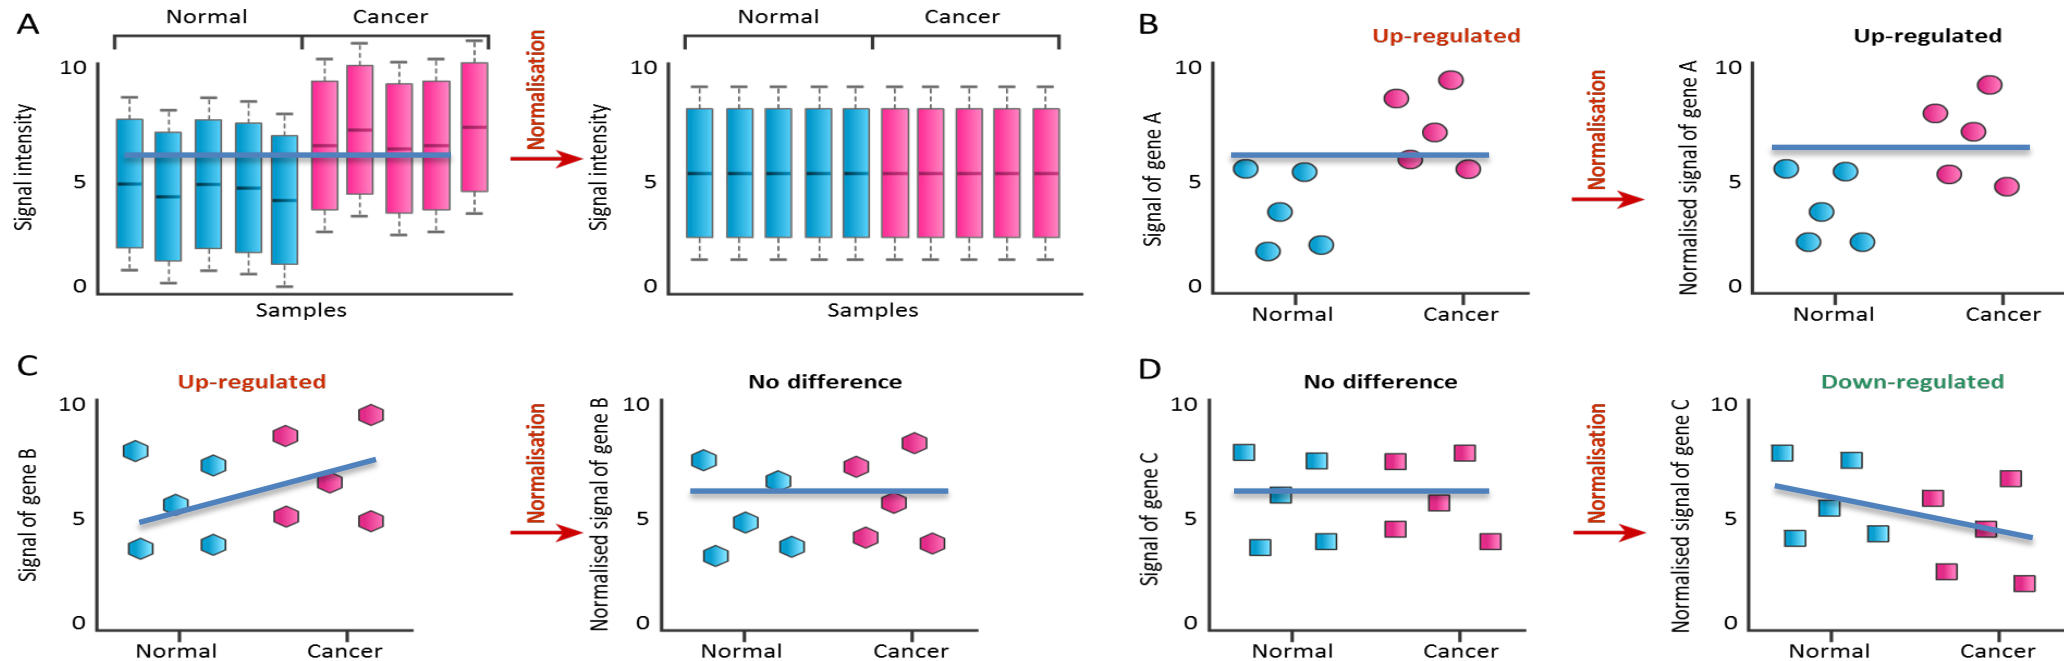 A
Normal
Cancer
Signal intensity
10
5
0
Samples
Normalisation
Normal
Cancer
Signal intensity
10
5
0
Samples
B
Up-regulated
Signal of gene A
10
5
0
Normal
Cancer
Normalisation
Up-regulated
Normalised signal of gene A
10
5
0
Normal
Cancer
C
Up-regulated
Signal of gene B
10
5
0
Normal
Cancer
Normalisation
No difference
Normalised signal of gene B
10
5
0
Normal
Cancer
D
No difference
Signal of gene C
10
5
0
Normal
Cancer
Normalisation
Down-regulated
Normalised signal of gene C
10
5
0
Normal
Cancer